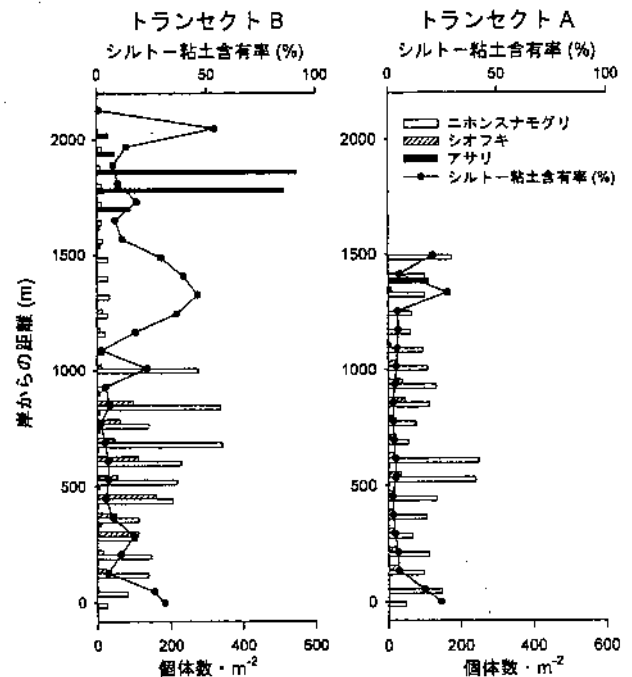 トランセクト B
シルトー粘土含有率 (%)
0 50 100
2000
1500
1000
500
0
岸からの距離 (m)
0 200 400 600
個体数・m-2
トランセクト A
シルトー粘土含有率 (%)
0 100
ニホンスナモグリ
シオフキ
アサリ
シルトー粘土含有率 (%)
2000
1500
1000
500
0
0 200 400 600
個体数・m-2